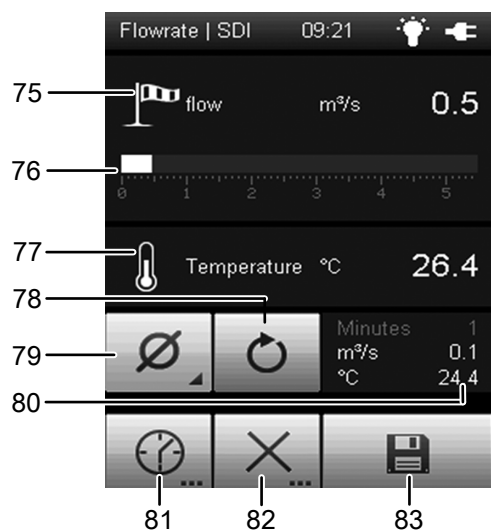 Flowrate | SDI 09:21
75 flow m³/s 0.5
76
0 1 2 3 4 5
77 Temperature °C 26.4
78
79
Minutes 1
m³/s 0.1
°C 24.4
80
81 82 83